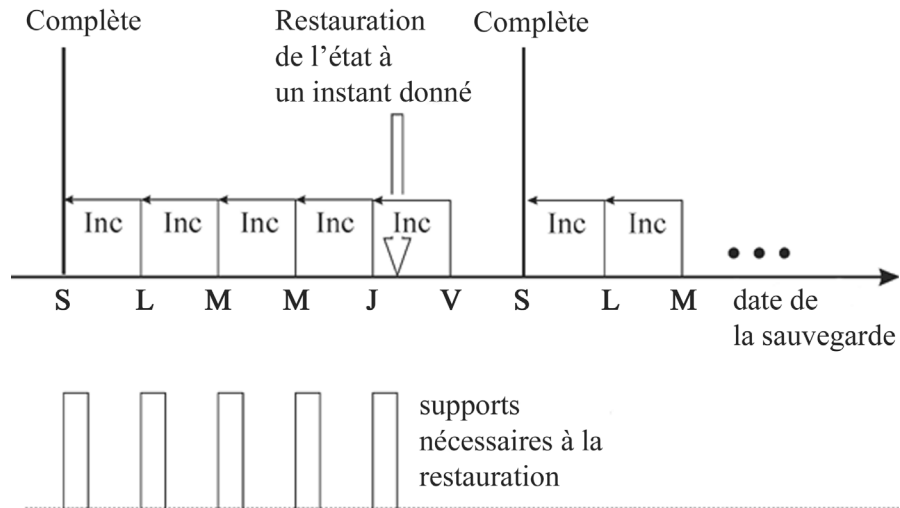 Complète
Restauration
de l'état à
un instant donné
Complète
Inc
Inc
Inc
Inc
Inc
Inc
Inc
S
L
M
M
J
V
S
L
M
date de
la sauvegarde
supports
nécessaires à la
restauration